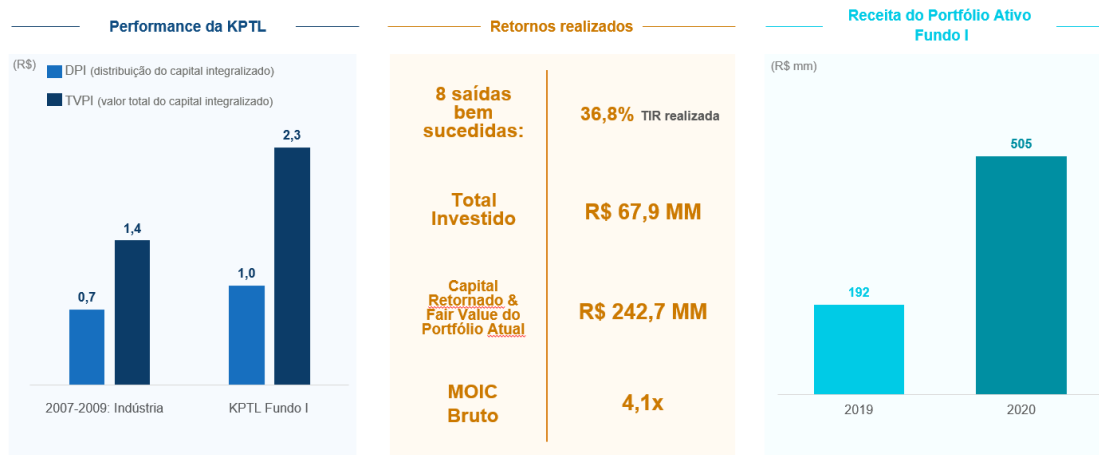 Performance da KPTL
(R$)
DPI (distribuição do capital integralizado)
TVPI (valor total do capital integralizado)
0,7
1,4
1,0
2,3
2007-2009: Indústria
KPTL Fundo I
Retornos realizados
8 saídas
bem
sucedidas:
36,8% TIR realizada
Total
Investido
R$ 67,9 MM
Capital
Retornado &
Fair Value do
Portfólio Atual
R$ 242,7 MM
MOIC
Bruto
4,1x
Receita do Portfólio Ativo
Fundo I
(R$ mm)
192
505
2019
2020